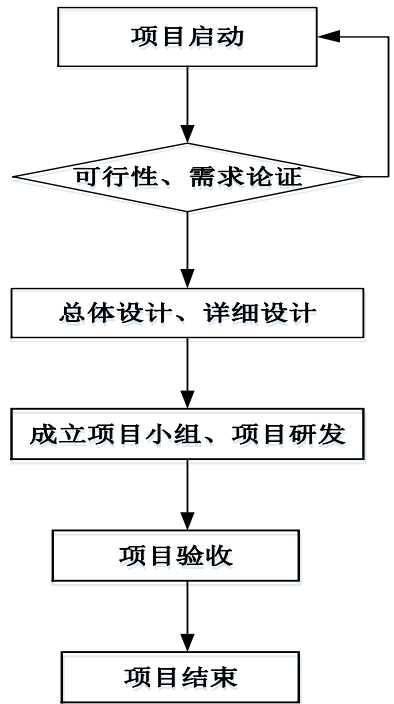 项目启动
可行性、需求论证
总体设计、详细设计
成立项目小组、项目研发
项目验收
项目结束